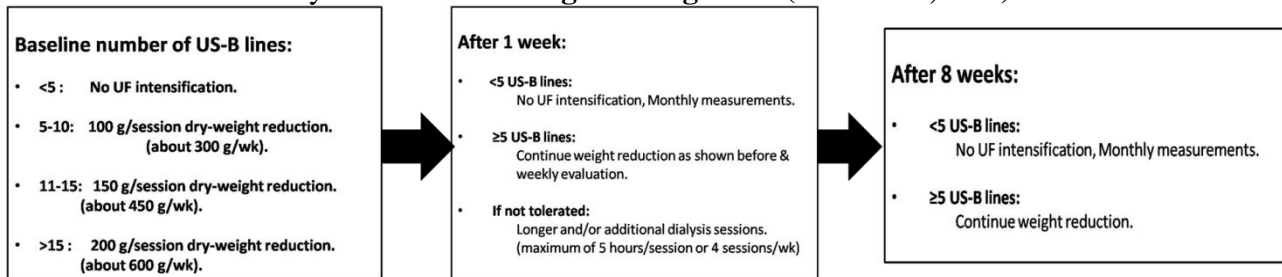 Baseline number of US-B lines:
• <5 : No UF intensification.
• 5-10: 100 g/session dry-weight reduction.
(about 300 g/wk).
• 11-15: 150 g/session dry-weight reduction.
(about 450 g/wk).
• >15 : 200 g/session dry-weight reduction.
(about 600 g/wk).
After 1 week:
• <5 US-B lines:
No UF intensification, Monthly measurements.
• ≥5 US-B lines:
Continue weight reduction as shown before &
weekly evaluation.
• If not tolerated:
Longer and/or additional dialysis sessions.
(maximum of 5 hours/session or 4 sessions/wk)
After 8 weeks:
• <5 US-B lines:
No UF intensification, Monthly measurements.
• ≥5 US-B lines:
Continue weight reduction.